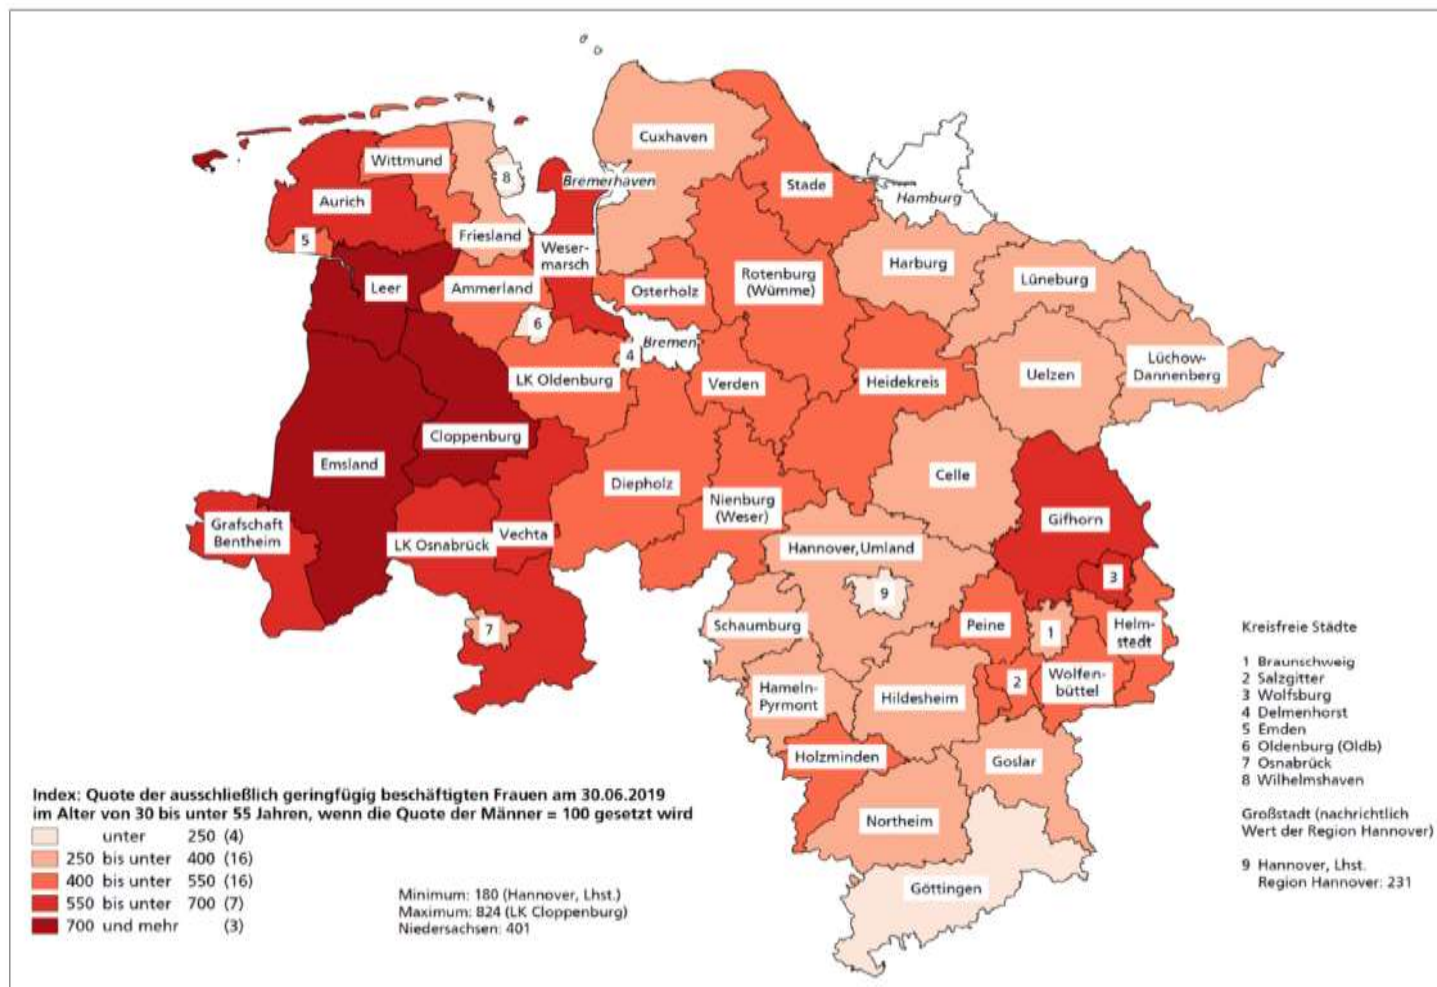 Cuxhaven
Wittmund
8
Bremerhaven
Stade
Aurich
Hamburg
5
Friesland
Weser-
marsch
Harburg
Rotenburg
(Wümme)
Lüneburg
Leer
Ammerland
Osterholz
6
Bremen
4
LK Oldenburg
Verden
Heidekreis
Uelzen
Lüchow-
Dannenberg
Cloppenburg
Emsland
Celle
Diepholz
Nienburg
(Weser)
Gifhorn
Grafschaft
Bentheim
LK Osnabrück
Vechta
Hannover,Umland
3
9
7
Schaumburg
Peine
1
Helm-
stedt
Wolfen-
büttel
2
Hameln-
Pyrmont
Hildesheim
Holzminden
Goslar
Northeim
Göttingen
Kreisfreie Städte
1 Braunschweig
2 Salzgitter
3 Wolfsburg
4 Delmenhorst
5 Emden
6 Oldenburg (Oldb)
7 Osnabrück
8 Wilhelmshaven
Großstadt (nachrichtlich
Wert der Region Hannover)
9 Hannover, Lhst.
Region Hannover: 231
Index: Quote der ausschließlich geringfügig beschäftigten Frauen am 30.06.2019
im Alter von 30 bis unter 55 Jahren, wenn die Quote der Männer = 100 gesetzt wird
unter 250 (4)
250 bis unter 400 (16)
400 bis unter 550 (16)
550 bis unter 700 (7)
700 und mehr (3)
Minimum: 180 (Hannover, Lhst.)
Maximum: 824 (LK Cloppenburg)
Niedersachsen: 401